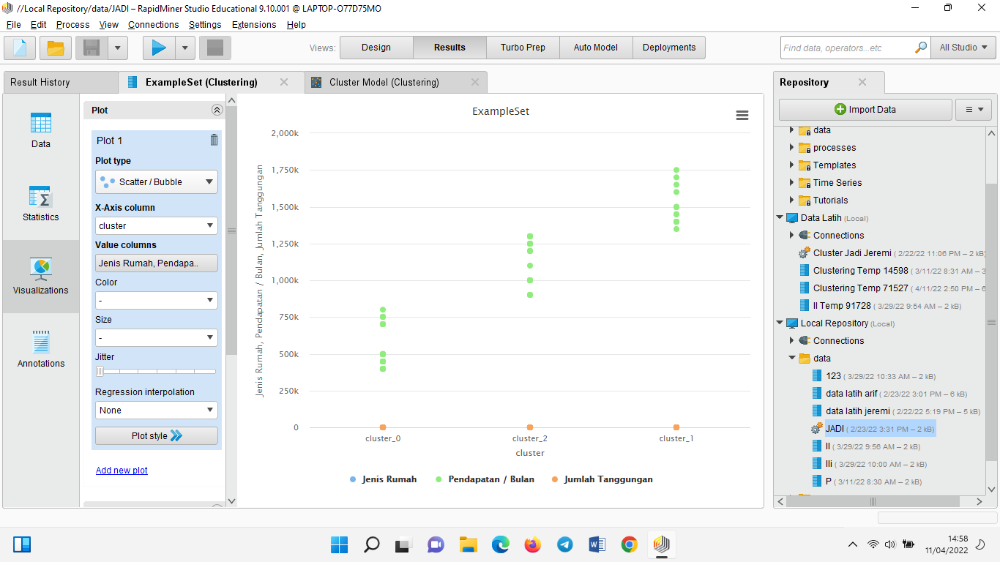 //Local Repository/data/JADI – RapidMiner Studio Educational 9.10.001 @ LAPTOP-O77D75MO
File Edit Process View Connections Settings Extensions Help
Views: Design Results Turbo Prep Auto Model Deployments Find data, operators...etc All Studio
Result History ExampleSet (Clustering) Cluster Model (Clustering)
Data
Statistics
Visualizations
Annotations
Plot
Plot 1
Plot type
Scatter / Bubble
X-Axis column
cluster
Value columns
Jenis Rumah, Pendapa..
Color
-
Size
-
Jitter
Regression interpolation
None
Plot style
Add new plot
ExampleSet
Jenis Rumah, Pendapatan / Bulan, Jumlah Tanggungan
2,000k
1,750k
1,500k
1,250k
1,000k
750k
500k
250k
0
cluster_0 cluster_2 cluster_1
cluster
Jenis Rumah Pendapatan / Bulan Jumlah Tanggungan
Repository
Import Data
data
processes
Templates
Time Series
Tutorials
Data Latih (Local)
Connections
Cluster Jadi Jeremi ( 2/22/22 11:06 PM – 2 kB)
Clustering Temp 14598 ( 3/11/22 8:31 AM – 3
Clustering Temp 71527 ( 4/11/22 2:50 PM – 6
II Temp 91728 ( 3/29/22 9:54 AM – 2 kB)
Local Repository (Local)
Connections
data
123 ( 3/29/22 10:33 AM – 2 kB)
data latih arif ( 2/23/22 3:01 PM – 6 kB)
data latih jeremi ( 2/22/22 5:19 PM – 5 kB)
JADI ( 2/23/22 3:31 PM – 2 kB)
II ( 3/29/22 9:56 AM – 2 kB)
IIi ( 3/29/22 10:00 AM – 2 kB)
P ( 3/11/22 8:30 AM – 2 kB)
14:58
11/04/2022